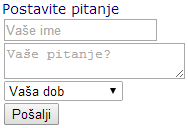 Postavite pitanje
Vaše ime
Vaše pitanje?
Vaša dob
Pošalji